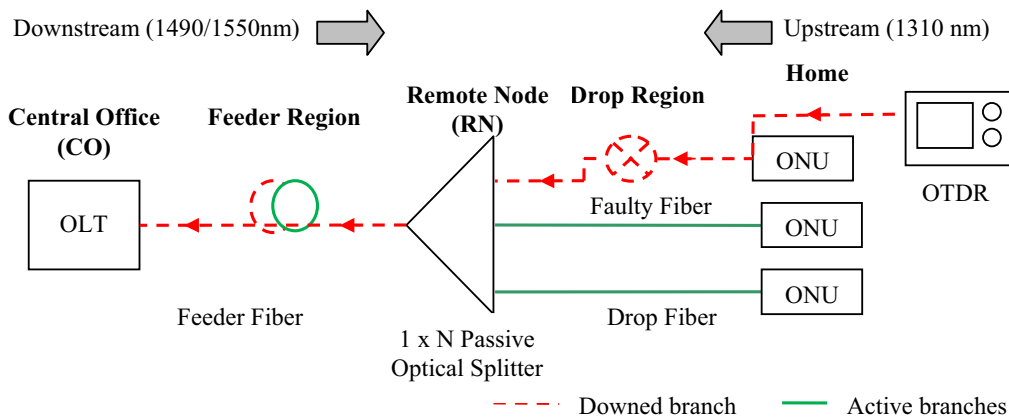 Downstream (1490/1550nm)
Upstream (1310 nm)
Home
Remote Node
(RN)
Drop Region
Central Office
(CO)
Feeder Region
ONU
OTDR
Faulty Fiber
OLT
ONU
ONU
Feeder Fiber
Drop Fiber
1 x N Passive
Optical Splitter
Downed branch
Active branches